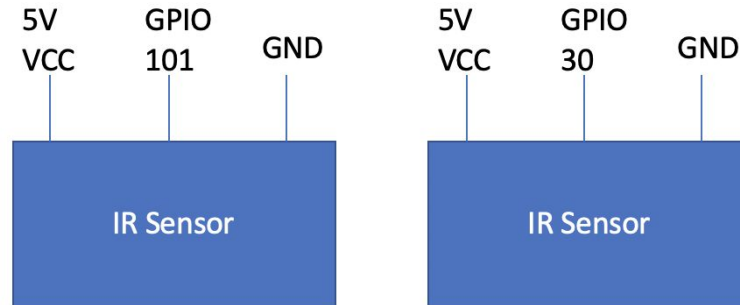 5V
VCC
GPIO
101
GND
5V
VCC
GPIO
30
GND
IR Sensor
IR Sensor